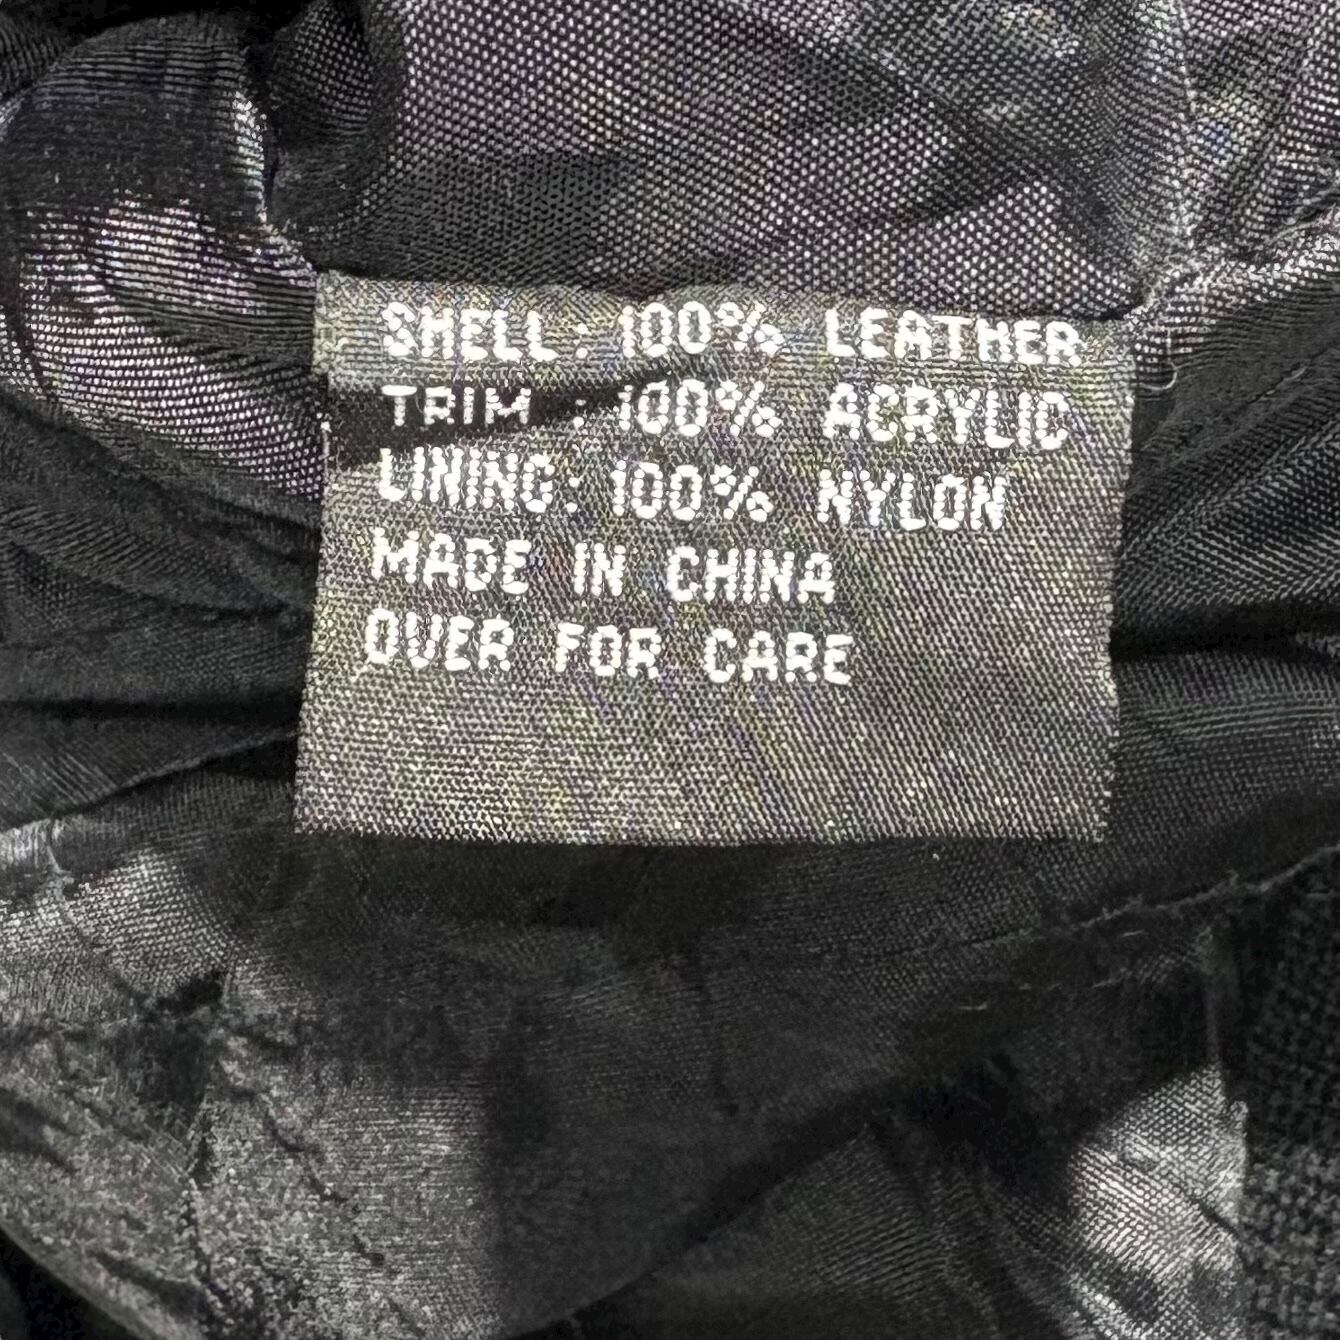 SHELL: 100% LEATHER
TRIM : 100% ACRYLIC
LINING: 100% NYLON
MADE IN CHINA
OVER FOR CARE